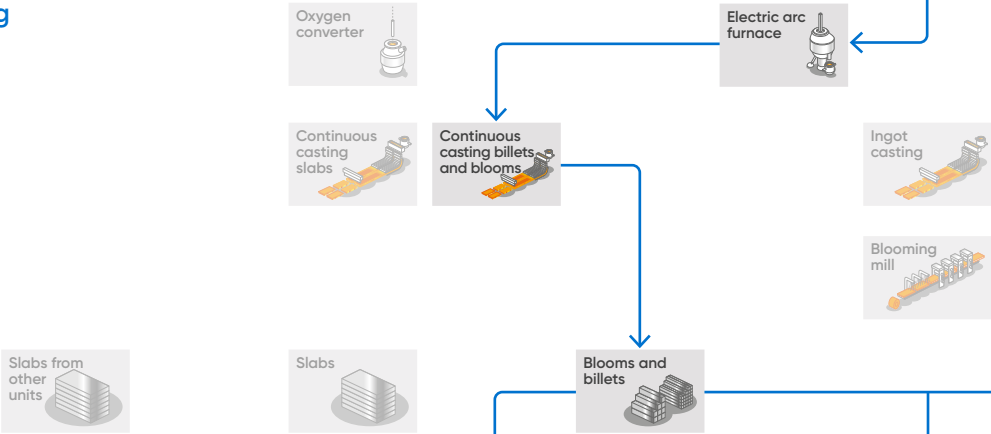 g
Oxygen
converter
Electric arc
furnace
Continuous
casting
slabs
Continuous
casting billets
and blooms
Ingot
casting
Blooming
mill
Slabs from
other
units
Slabs
Blooms and
billets